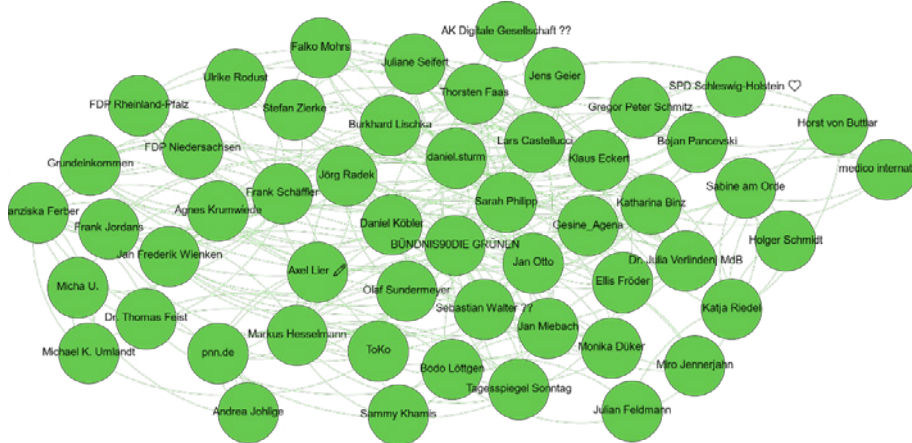 AK Digitale Gesellschaft ??
Falko Mohrs
Juliane Seifert
Jens Geier
Ulrike Rodust
Thorsten Faas
SPD Schleswig-Holstein ♡
FDP Rheinland-Pfalz
Stefan Zierke
Gregor Peter Schmitz
Burkhard Lischka
Horst von Buttlar
FDP Niedersachsen
Lars Castellucci
Bojan Pancevski
Grundeinkommen
daniel.sturm
Klaus Eckert
medico internat
Jörg Radek
Frank Schäffler
Sabine am Orde
anziska Ferber
Agnes Krumwiede
Sarah Philipp
Katharina Binz
Frank Jordans
Daniel Köbler
Gesine_Agena
Holger Schmidt
BÜNDNIS90DIE GRÜNEN
Jan Frederik Wienken
Jan Otto
Dr. Julia Verlinden| MdB
Axel Lier ✏
Ellis Fröder
Micha U.
Olaf Sundermeyer
Sebastian Walter ??
Katja Riedel
Dr. Thomas Feist
Jan Miebach
Markus Hesselmann
Monika Düker
Michael K. Umlandt
pnn.de
ToKo
Bodo Löttgen
Miro Jennerjahn
Tagesspiegel Sonntag
Andrea Johlige
Sammy Khamis
Julian Feldmann